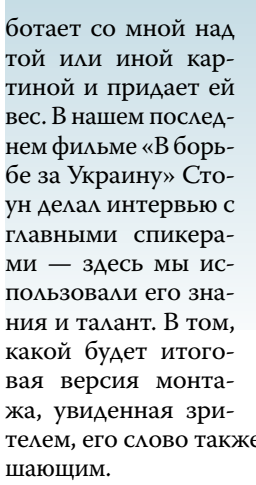 ботает со мной над
той или иной кар-
тиной и придает ей
вес. В нашем послед-
нем фильме «В борь-
бе за Украину» Сто-
ун делал интервью с
главными спикера-
ми — здесь мы ис-
пользовали его зна-
ния и талант. В том,
какой будет итого-
вая версия монта-
жа, увиденная зри-
телем, его слово также
шающим.